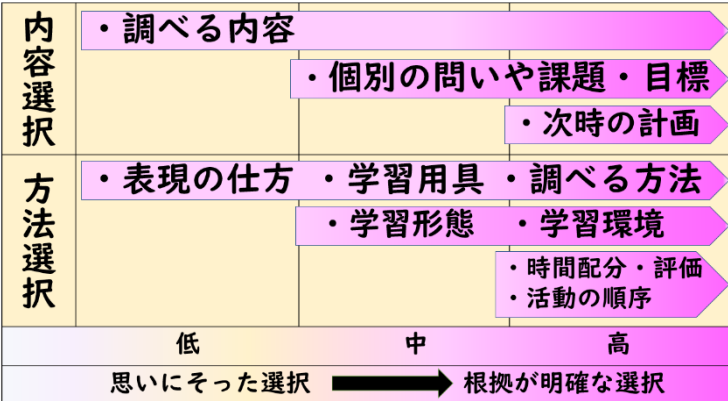 内容選択
・調べる内容
・個別の問いや課題・目標
・次時の計画
方法選択
・表現の仕方 ・学習用具 ・調べる方法
・学習形態 ・学習環境
・時間配分・評価
・活動の順序
低 中 高
思いにそった選択 根拠が明確な選択